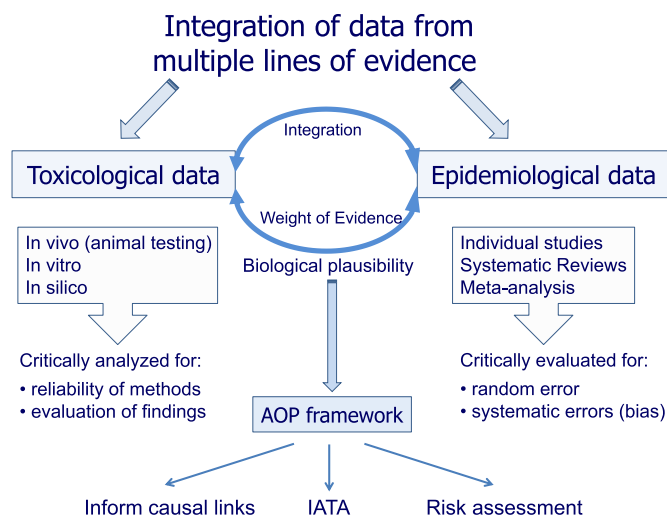 Integration of data from
multiple lines of evidence
Integration
Toxicological data
Epidemiological data
Weight of Evidence
Biological plausibility
In vivo (animal testing)
In vitro
In silico
Individual studies
Systematic Reviews
Meta-analysis
Critically analyzed for:
• reliability of methods
• evaluation of findings
Critically evaluated for:
• random error
• systematic errors (bias)
AOP framework
Inform causal links
IATA
Risk assessment